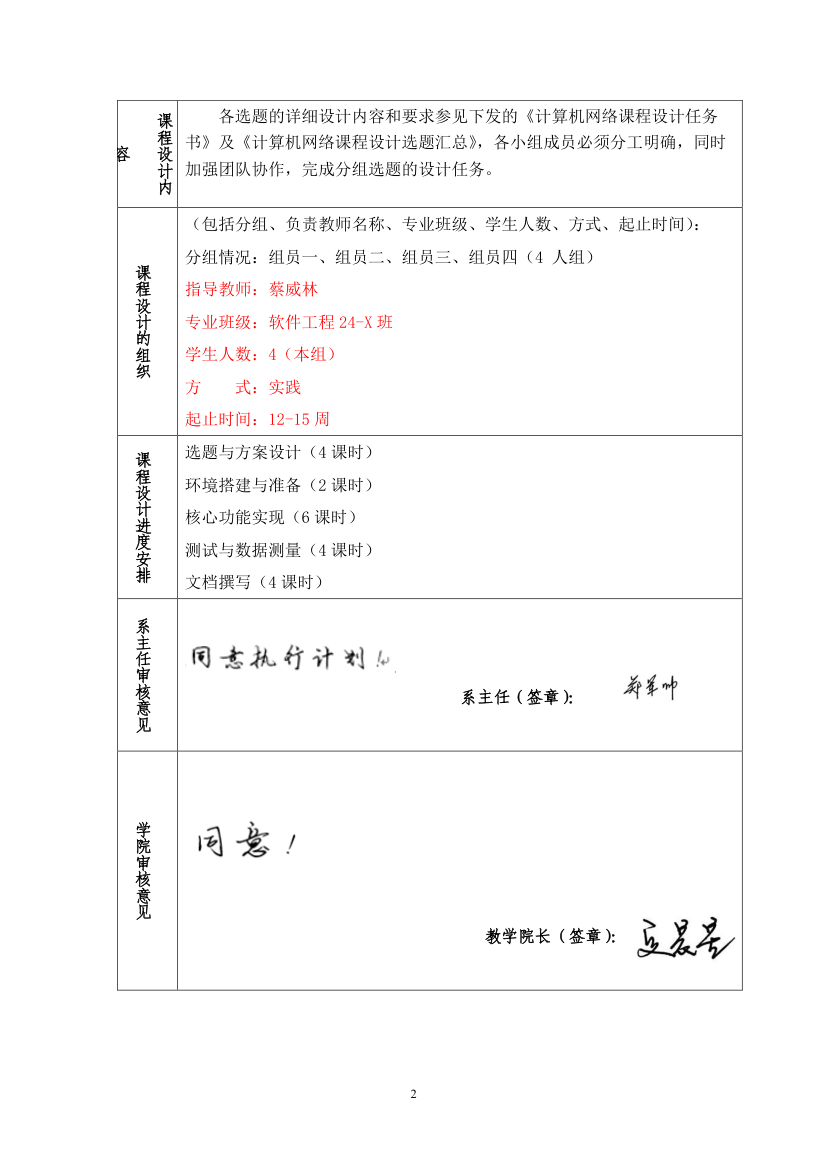 课程设计内容
各选题的详细设计内容和要求参见下发的《计算机网络课程设计任务
书》及《计算机网络课程设计选题汇总》，各小组成员必须分工明确，同时
加强团队协作，完成分组选题的设计任务。
课程设计的组织
（包括分组、负责教师名称、专业班级、学生人数、方式、起止时间）：
分组情况：组员一、组员二、组员三、组员四（4 人组）
指导教师：蔡威林
专业班级：软件工程 24-X 班
学生人数：4（本组）
方　　式：实践
起止时间：12-15 周
课程设计进度安排
选题与方案设计（4 课时）
环境搭建与准备（2 课时）
核心功能实现（6 课时）
测试与数据测量（4 课时）
文档撰写（4 课时）
系主任审核意见
同意执行计划！
系主任（签章）：
学院审核意见
同意！
教学院长（签章）：
2